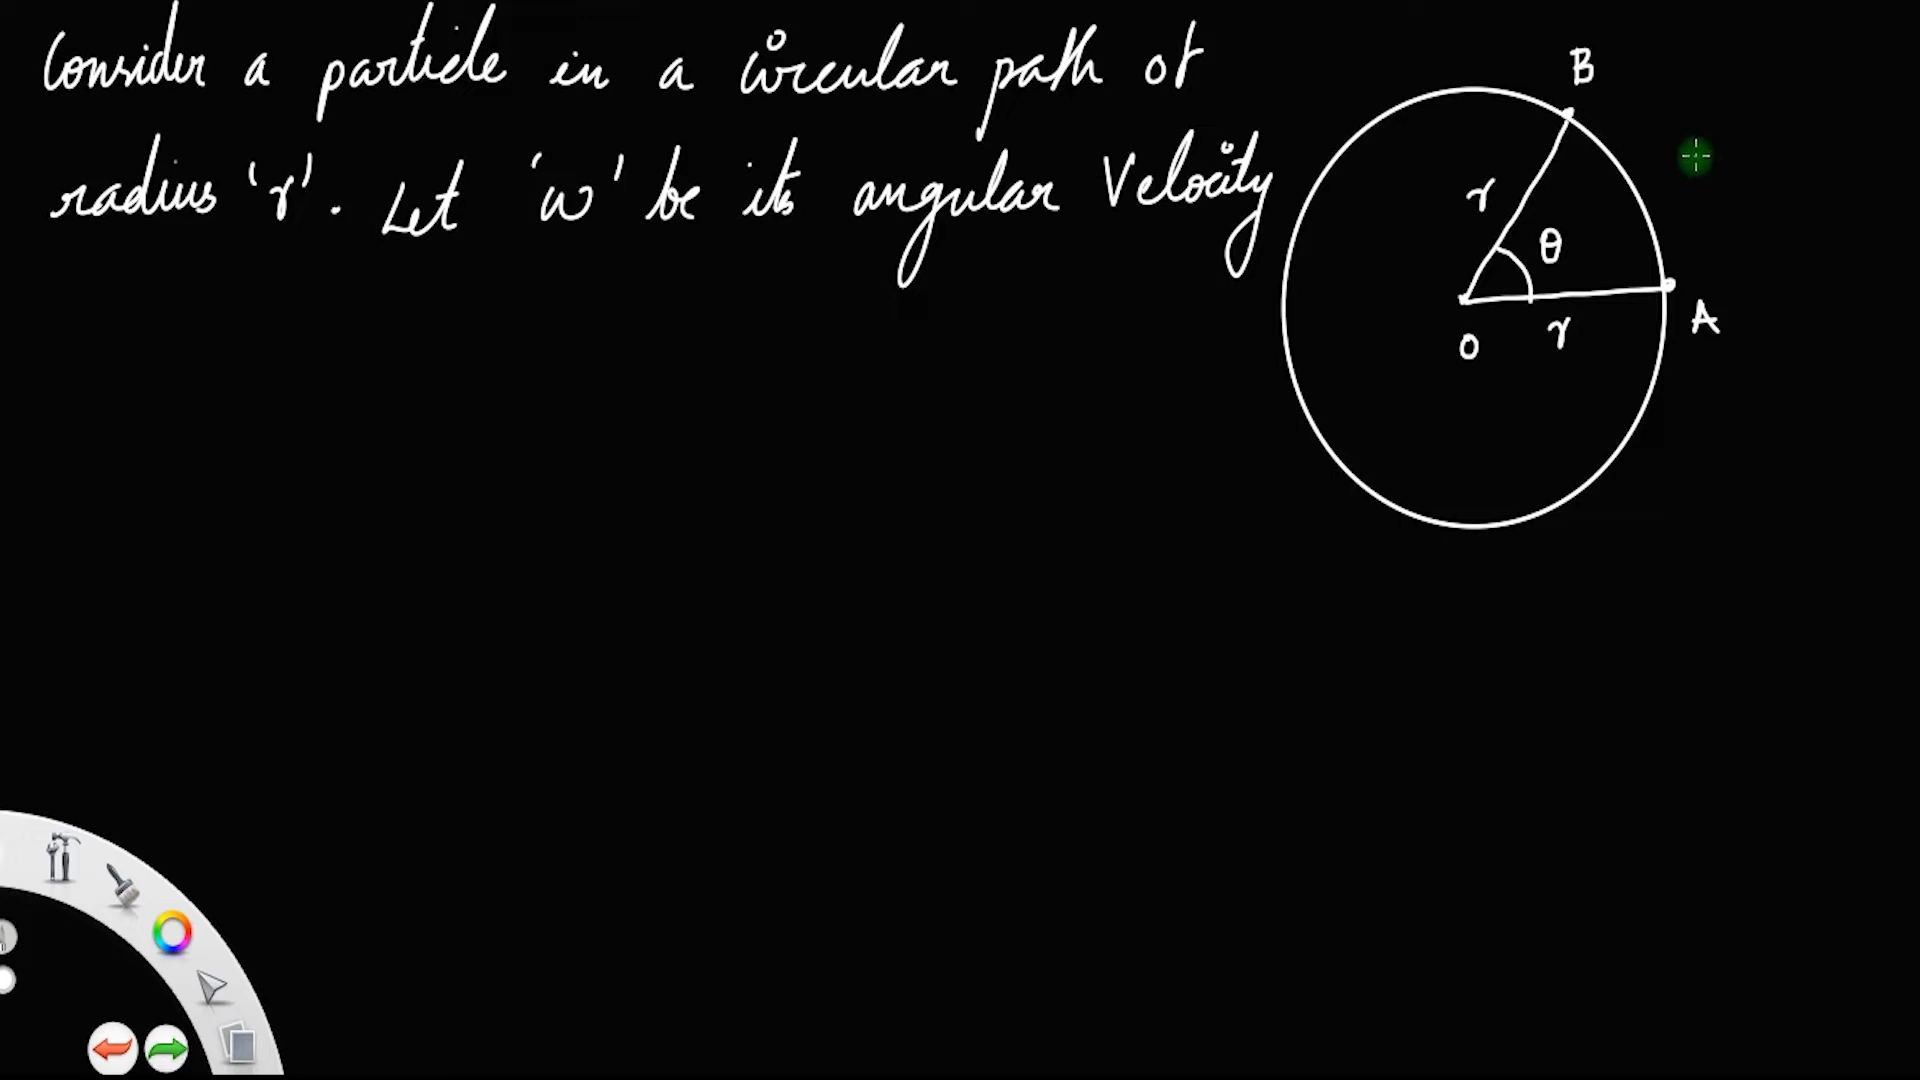 Consider a particle in a circular path of
radius 'r'. Let 'ω' be its angular Velocity
B
r
θ
O
r
A